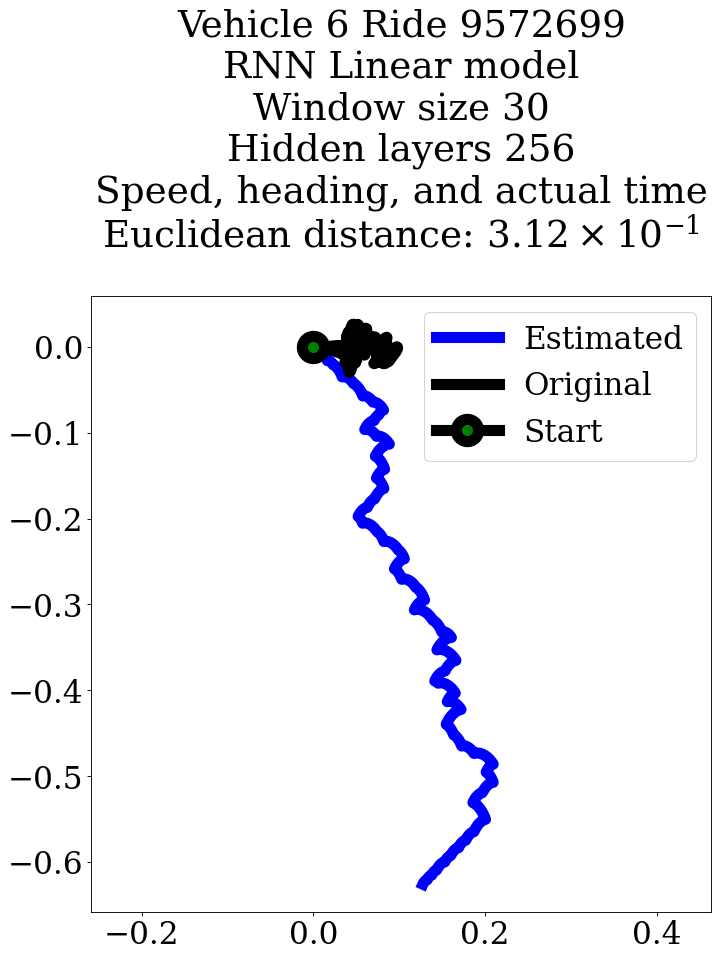 Vehicle 6 Ride 9572699
RNN Linear model
Window size 30
Hidden layers 256
Speed, heading, and actual time
Euclidean distance: 3.12 × 10⁻¹
Estimated
Original
Start
0.0
−0.1
−0.2
−0.3
−0.4
−0.5
−0.6
−0.2 0.0 0.2 0.4